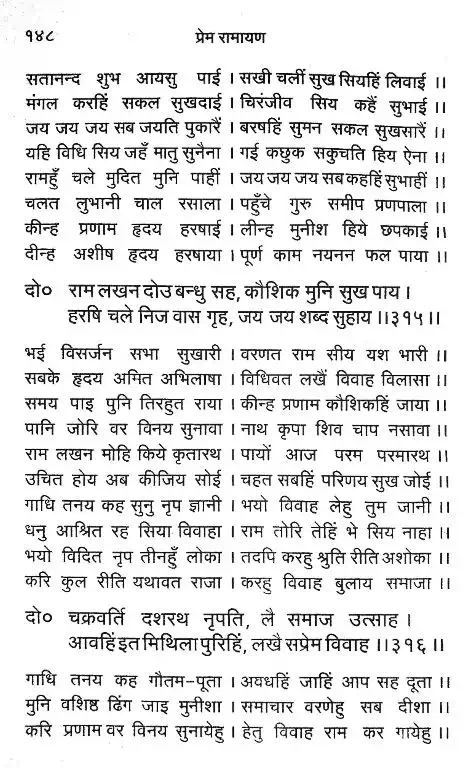 १४८ प्रेम रामायण
सतानन्द शुभ आयसु पाई । सखी चलीं सुख सियहिं लिवाई ।।
मंगल करहिं सकल सुखदाई । चिरंजीव सिय कहैं सुभाई ।।
जय जय जय सब जयति पुकारैं । बरषहिं सुमन सकल सुखसारैं ।।
यहि विधि सिय जहँ मातु सुनैना । गई कछुक सकुचति हिय ऐना ।।
रामहुँ चले मुदित मुनि पाहीं । जय जय जय सब कहहिं सुभाहीं ।।
चलत लुभानी चाल रसाला । पहुँचे गुरु समीप प्रणपाला ।।
कीन्ह प्रणाम हृदय हरषाई । लीन्ह मुनीश हिये छपकाई ।।
दीन्ह अशीष हृदय हरषाया । पूर्ण काम नयनन फल पाया ।।
दो० राम लखन दोउ बन्धु सह, कौशिक मुनि सुख पाय ।
हरषि चले निज वास गृह, जय जय शब्द सुहाय ।।३१५।।
भई विसर्जन सभा सुखारी । वरणत राम सीय यश भारी ।।
सबके हृदय अमित अभिलाषा । विधिवत लखैं विवाह विलासा ।।
समय पाइ पुनि तिरहुत राया । कीन्ह प्रणाम कौशिकहिं जाया ।।
पानि जोरि वर विनय सुनावा । नाथ कृपा शिव चाप नसावा ।।
राम लखन मोहि किये कृतारथ । पायों आज परम परमारथ ।।
उचित होय अब कीजिय सोई । चहत सबहिं परिणय सुख जोई ।।
गाधि तनय कह सुनु नृप ज्ञानी । भयो विवाह लेहु तुम जानी ।।
धनु आश्रित रह सिया विवाहा । राम तोरि तेहिं भे सिय नाहा ।।
भयो विदित नृप तीनहुँ लोका । तदपि करहु श्रुति रीति अशोका ।।
करि कुल रीति यथावत राजा । करहु विवाह बुलाय समाजा ।।
दो० चक्रवर्ति दशरथ नृपति, लै समाज उत्साह ।
आवहिं इत मिथिला पुरिहिं, लखै सप्रेम विवाह ।।३१६।।
गाधि तनय कह गौतम-पूता । अवधहिं जाहिं आप सह दूता ।।
मुनि वशिष्ठ ढिंग जाइ मुनीशा । समाचार वरणेहु सब दीशा ।।
करि प्रणाम वर विनय सुनायेहु । हेतु विवाह राम कर गायेहु ।।